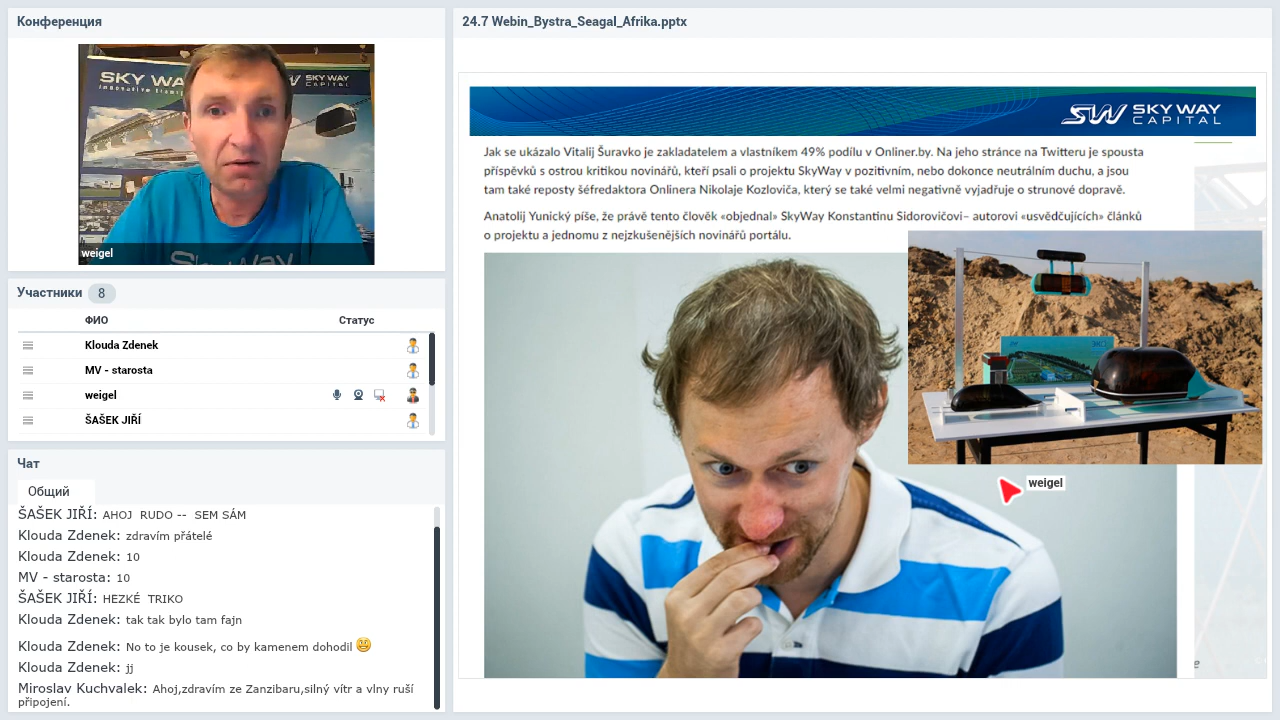 Конференция
SKY WA
SKY WAY
CAPITAL
weigel
Участники 8
ФИО Статус
Klouda Zdenek
MV - starosta
weigel
ŠAŠEK JIŘÍ
Чат
Общий
ŠAŠEK JIŘÍ: AHOJ RUDO -- SEM SÁM
Klouda Zdenek: zdravím přátelé
Klouda Zdenek: 10
MV - starosta: 10
ŠAŠEK JIŘÍ: HEZKÉ TRIKO
Klouda Zdenek: tak tak bylo tam fajn
Klouda Zdenek: No to je kousek, co by kamenem dohodil
Klouda Zdenek: jj
Miroslav Kuchvalek: Ahoj,zdravím ze Zanzibaru,silný vítr a vlny ruší
připojení.
24.7 Webin_Bystra_Seagal_Afrika.pptx
SW SKY WAY
CAPITAL
Jak se ukázalo Vitalij Šuravko je zakladatelem a vlastníkem 49% podílu v Onliner.by. Na jeho stránce na Twitteru je spousta
příspěvků s ostrou kritikou novinářů, kteří psali o projektu SkyWay v pozitivním, nebo dokonce neutrálním duchu, a jsou
tam také reposty šéfredaktora Onlinera Nikolaje Kozloviča, který se také velmi negativně vyjadřuje o strunové dopravě.
Anatolij Yunický píše, že právě tento člověk «objednal» SkyWay Konstantinu Sidorovičovi– autorovi «usvědčujících» článků
o projektu a jednomu z nejzkušenějších novinářů portálu.
weigel